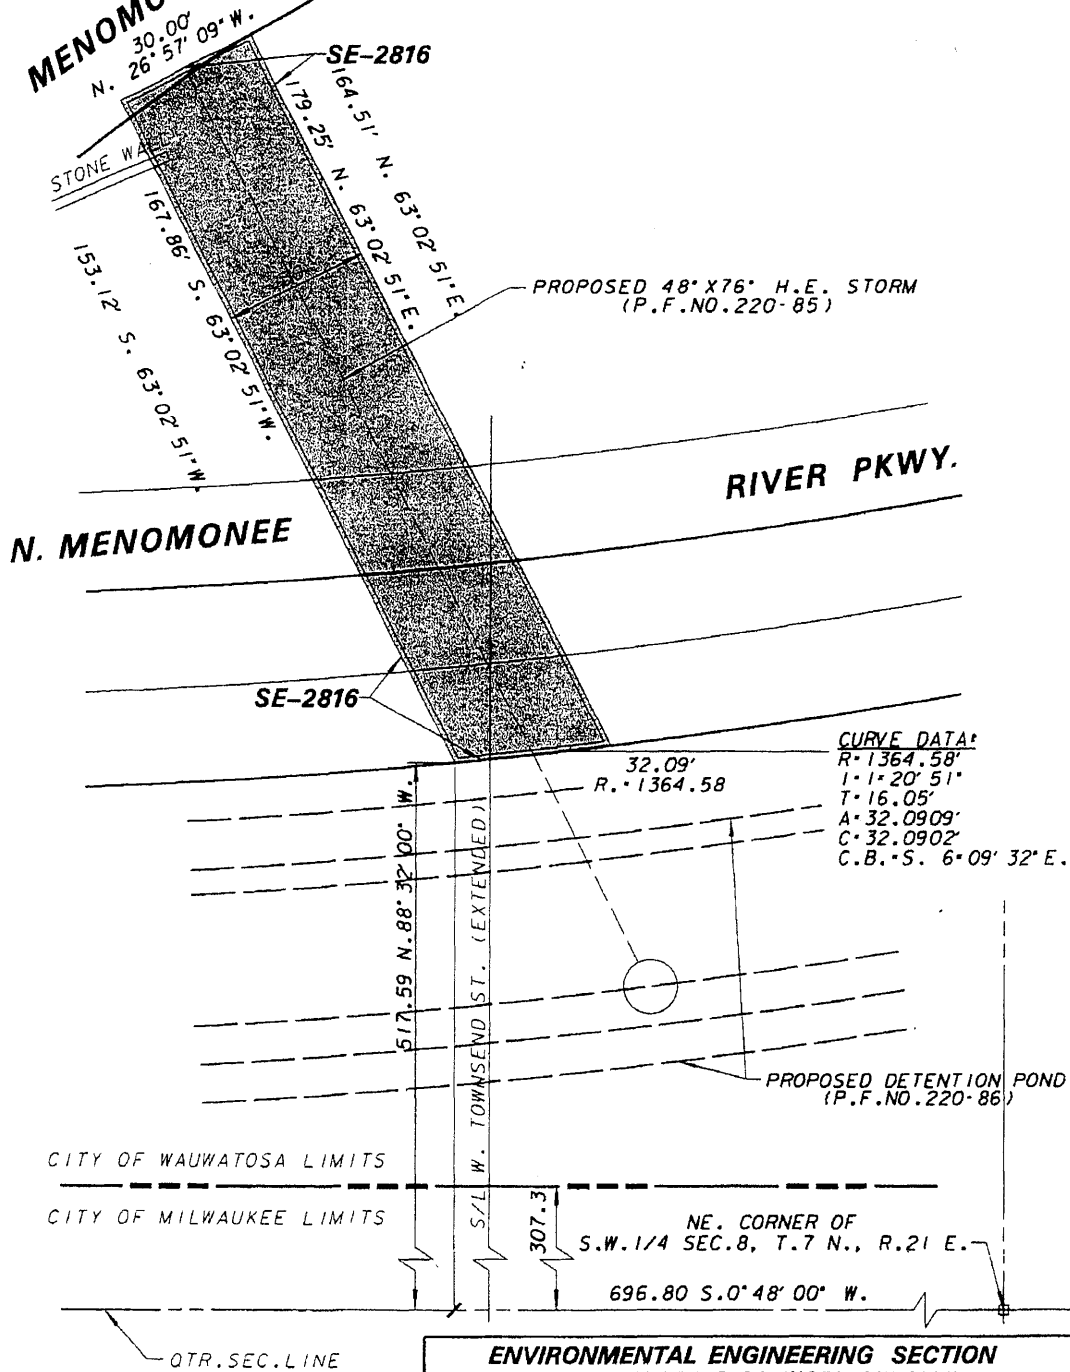 30.00'
N. 26° 57' 09" W.
SE-2816
STONE WALL
164.51' N. 63° 02' 51" E.
179.25' N. 63° 02' 51" E.
167.86' S. 63° 02' 51" W.
153.12' S. 63° 02' 51" W.
PROPOSED 48" X 76" H.E. STORM
(P.F.NO.220-85)
RIVER PKWY.
N. MENOMONEE
SE-2816
32.09'
R.=1364.58
CURVE DATA:
R=1364.58'
I=1°20'51"
T=16.05'
A=32.0909'
C=32.0902'
C.B.=S. 6°09'32" E.
517.59 N.88°32'00" W.
S/L W. TOWNSEND ST. (EXTENDED)
PROPOSED DETENTION POND
(P.F.NO.220-86)
CITY OF WAUWATOSA LIMITS
CITY OF MILWAUKEE LIMITS
307.3
NE. CORNER OF
S.W.1/4 SEC.8, T.7 N., R.21 E.
696.80 S.0°48'00" W.
QTR.SEC.LINE
ENVIRONMENTAL ENGINEERING SECTION